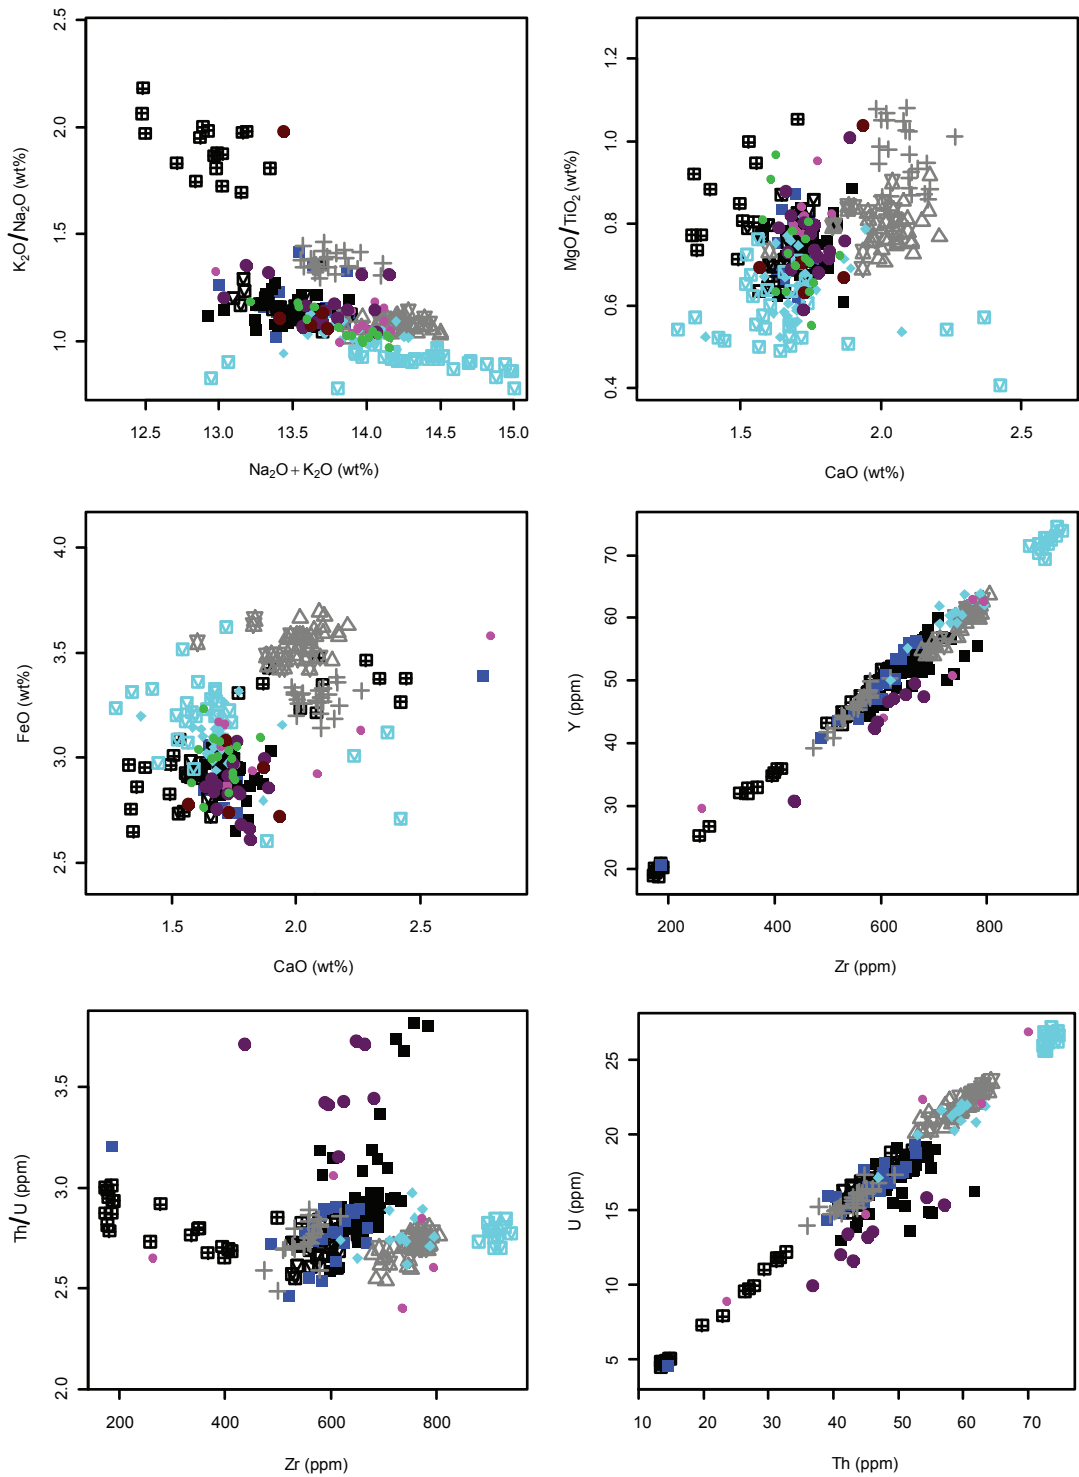 2.5
2.0
1.5
1.0
K₂O/Na₂O (wt%)
12.5 13.0 13.5 14.0 14.5 15.0
Na₂O + K₂O (wt%)
1.2
1.0
0.8
0.6
0.4
MgO/TiO₂ (wt%)
1.5 2.0 2.5
CaO (wt%)
4.0
3.5
3.0
2.5
FeO (wt%)
1.5 2.0 2.5
CaO (wt%)
70
60
50
40
30
20
Y (ppm)
200 400 600 800
Zr (ppm)
3.5
3.0
2.5
2.0
Th/U (ppm)
200 400 600 800
Zr (ppm)
25
20
15
10
5
U (ppm)
10 20 30 40 50 60 70
Th (ppm)